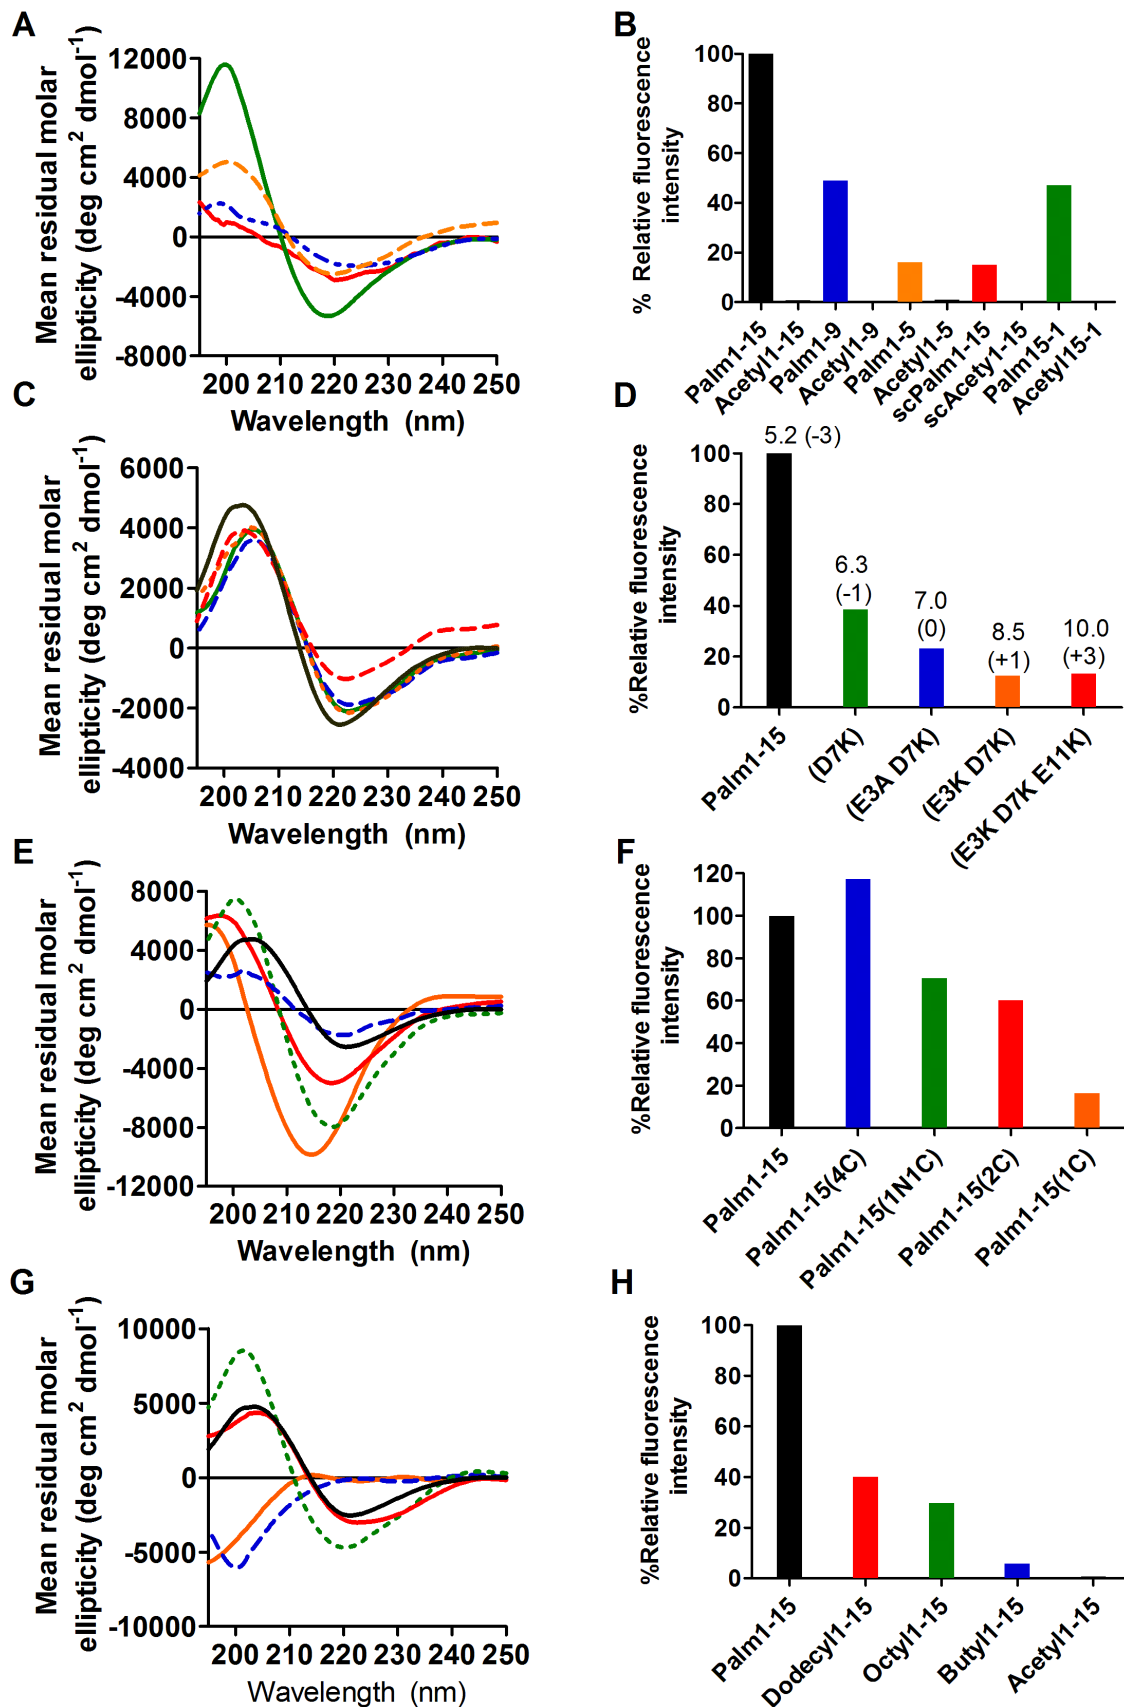 A
Mean residual molar
ellipticity (deg cm² dmol⁻¹)
12000
8000
4000
0
-4000
-8000
200 210 220 230 240 250
Wavelength (nm)
B
% Relative fluorescence
intensity
100
80
60
40
20
0
Palm1-15
Acetyl1-15
Palm1-9
Acetyl1-9
Palm1-5
Acetyl1-5
scPalm1-15
scAcety1-15
Palm15-1
Acetyl15-1
C
Mean residual molar
ellipticity (deg cm² dmol⁻¹)
6000
4000
2000
0
-2000
-4000
200 210 220 230 240 250
Wavelength (nm)
D
%Relative fluorescence
intensity
100
80
60
40
20
0
5.2 (-3)
6.3
(-1)
7.0
(0)
8.5
(+1)
10.0
(+3)
Palm1-15
(D7K)
(E3A D7K)
(E3K D7K)
(E3K D7K E11K)
E
Mean residual molar
ellipticity (deg cm² dmol⁻¹)
8000
4000
0
-4000
-8000
-12000
200 210 220 230 240 250
Wavelength (nm)
F
%Relative fluorescence
intensity
120
100
80
60
40
20
0
Palm1-15
Palm1-15(4C)
Palm1-15(1N1C)
Palm1-15(2C)
Palm1-15(1C)
G
Mean residual molar
ellipticity (deg cm² dmol⁻¹)
10000
5000
0
-5000
-10000
200 210 220 230 240 250
Wavelength (nm)
H
%Relative fluorescence
intensity
100
80
60
40
20
0
Palm1-15
Dodecyl1-15
Octyl1-15
Butyl1-15
Acetyl1-15